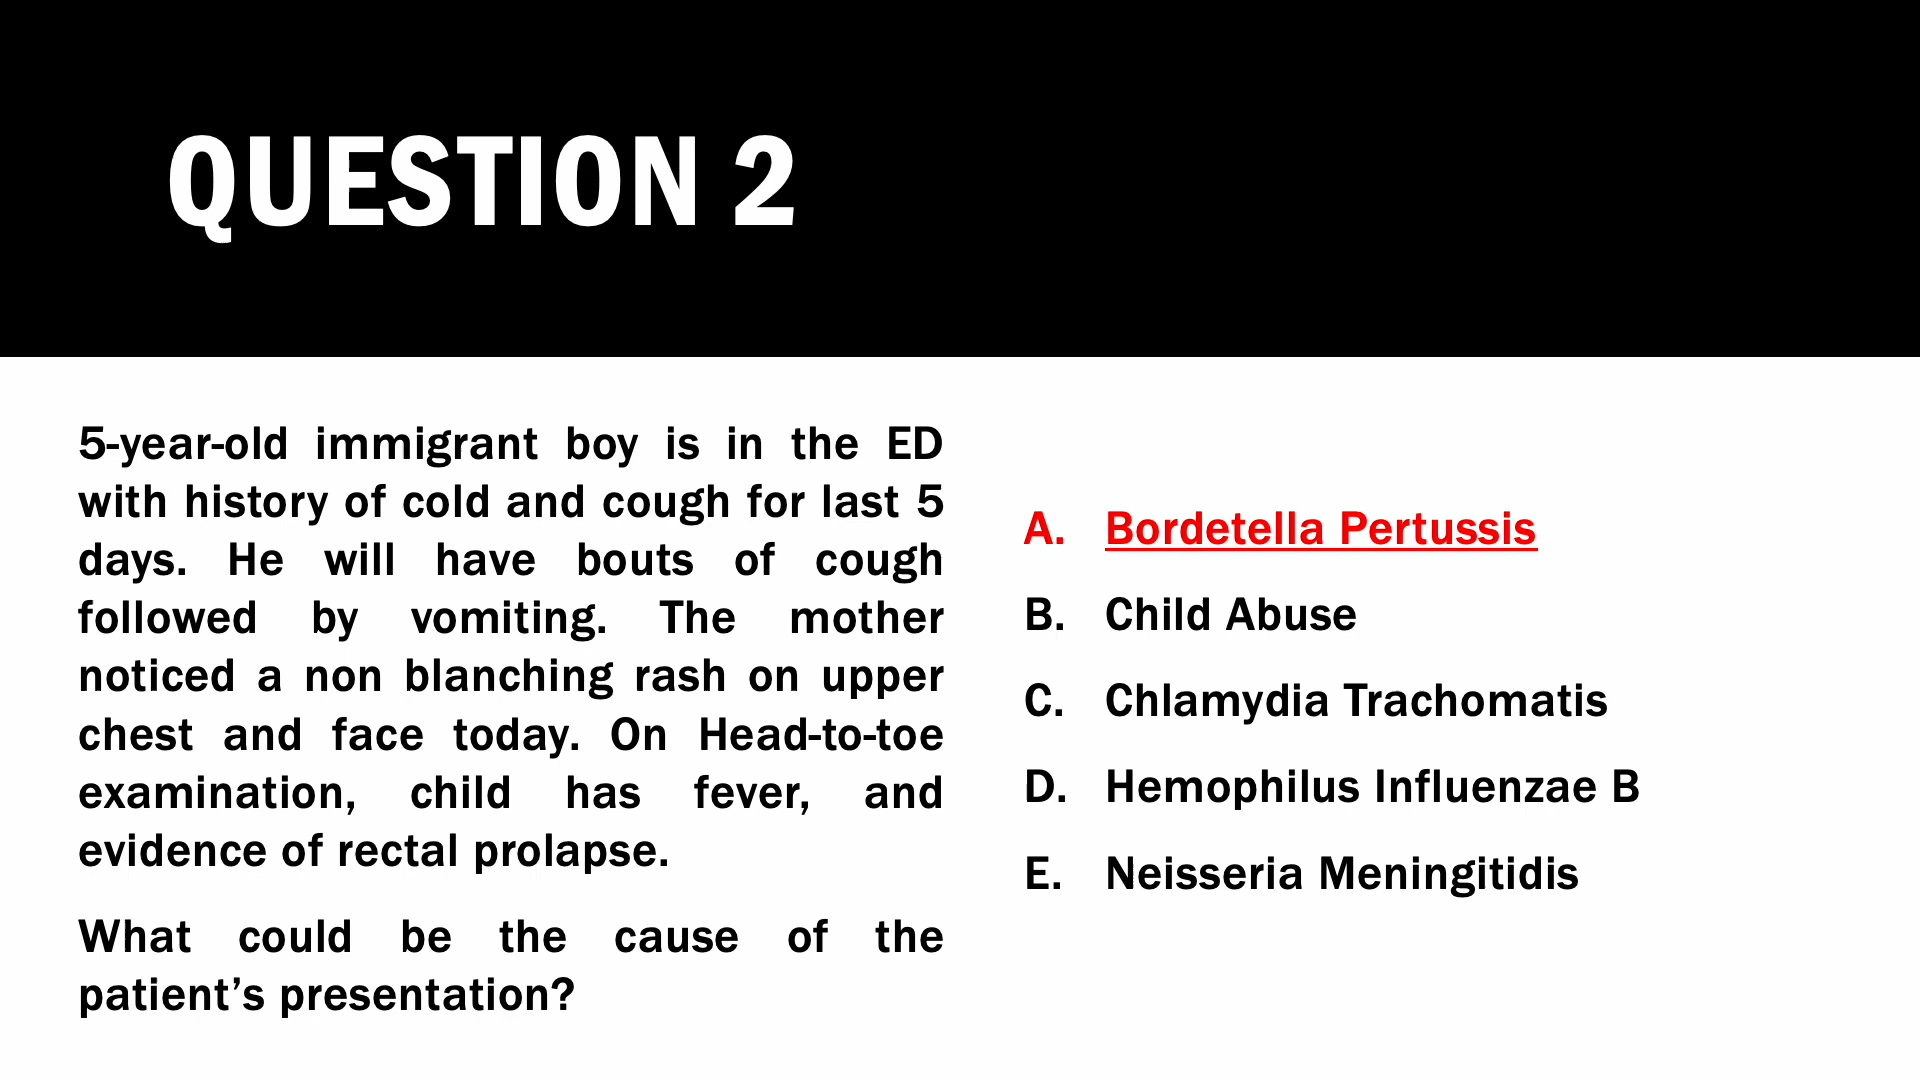 QUESTION 2
5-year-old immigrant boy is in the ED
with history of cold and cough for last 5
days. He will have bouts of cough
followed by vomiting. The mother
noticed a non blanching rash on upper
chest and face today. On Head-to-toe
examination, child has fever, and
evidence of rectal prolapse.
What could be the cause of the
patient’s presentation?
A. Bordetella Pertussis
B. Child Abuse
C. Chlamydia Trachomatis
D. Hemophilus Influenzae B
E. Neisseria Meningitidis